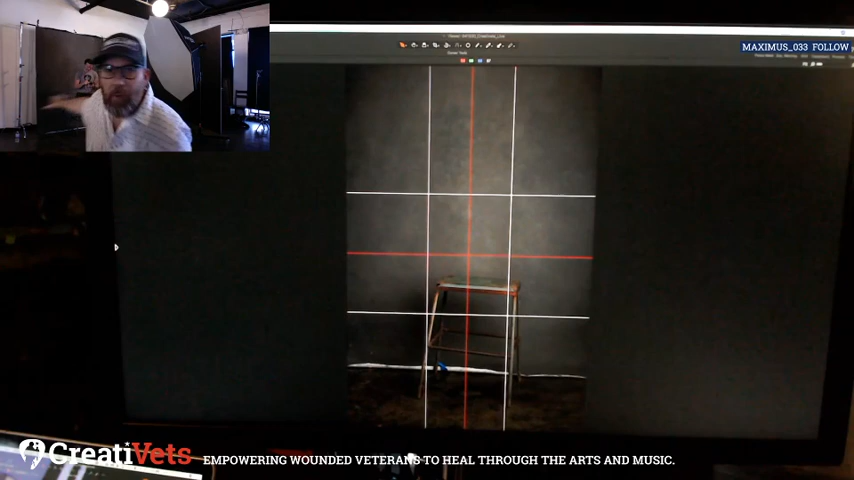 MAXIMUS_033 FOLLOW
CreatiVets
EMPOWERING WOUNDED VETERANS TO HEAL THROUGH THE ARTS AND MUSIC.